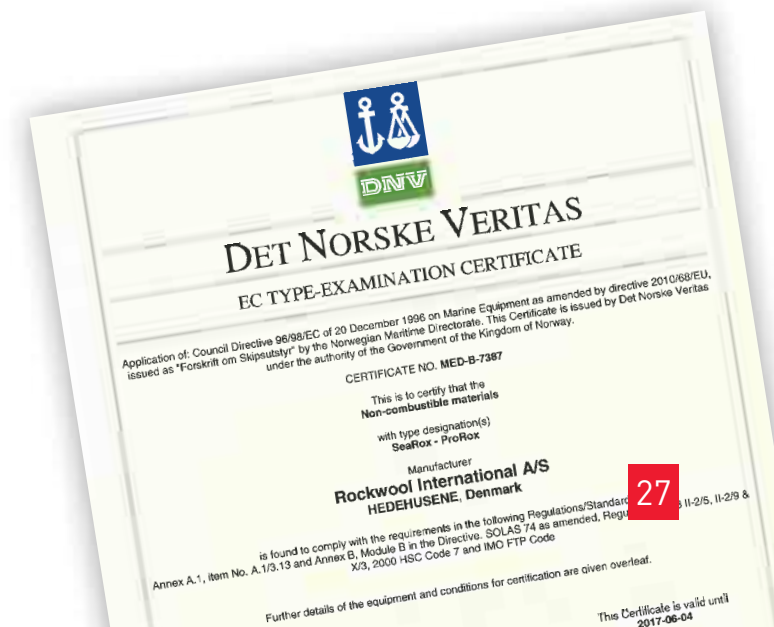 DNV
DET NORSKE VERITAS
EC TYPE-EXAMINATION CERTIFICATE
Application of: Council Directive 96/98/EC of 20 December 1996 on Marine Equipment as amended by directive 2010/68/EU,
issued as "Forskrift om Skipsutstyr" by the Norwegian Maritime Directorate. This Certificate is issued by Det Norske Veritas
under the authority of the Government of the Kingdom of Norway.
CERTIFICATE NO. MED-B-7387
This is to certify that the
Non-combustible materials
with type designation(s)
SeaRox - ProRox
Manufacturer
Rockwool International A/S
HEDEHUSENE, Denmark
27
is found to comply with the requirements in the following Regulations/Standard
Annex A.1, item No. A.1/3.13 and Annex B, Module B in the Directive. SOLAS 74 as amended, Regu II-2/5, II-2/9 &
X/3, 2000 HSC Code 7 and IMO FTP Code
Further details of the equipment and conditions for certification are given overleaf.
This Certificate is valid until
2017-06-04